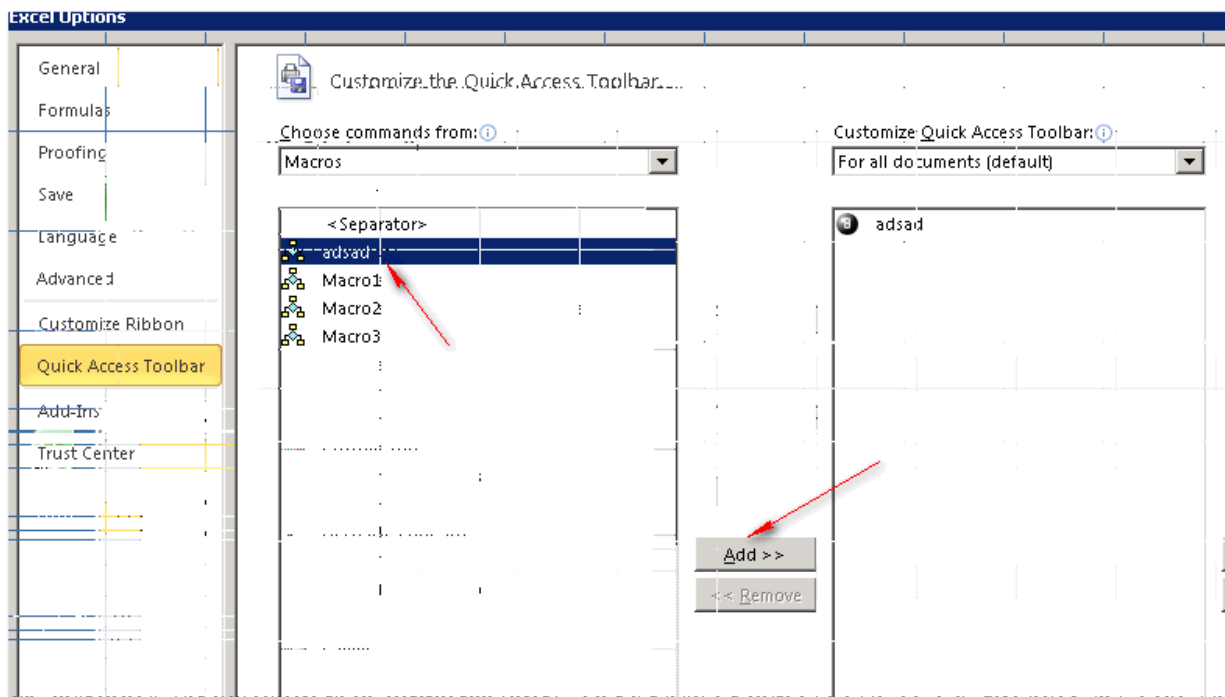 Excel Options
General
Formulas
Proofing
Save
Language
Advanced
Customize Ribbon
Quick Access Toolbar
Add-Ins
Trust Center
Customize the Quick Access Toolbar.
Choose commands from:
Macros
<Separator>
adsad
Macro1
Macro2
Macro3
Add >>
<< Remove
Customize Quick Access Toolbar:
For all documents (default)
adsad